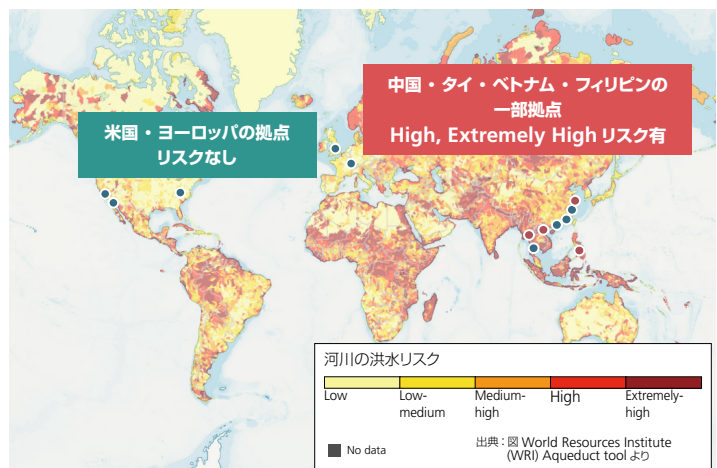 中国・タイ・ベトナム・フィリピンの
一部拠点
High, Extremely High リスク有
米国・ヨーロッパの拠点
リスクなし
河川の洪水リスク
Low
Low-
medium
Medium-
high
High
Extremely-
high
No data
出典：図 World Resources Institute
(WRI) Aqueduct tool より